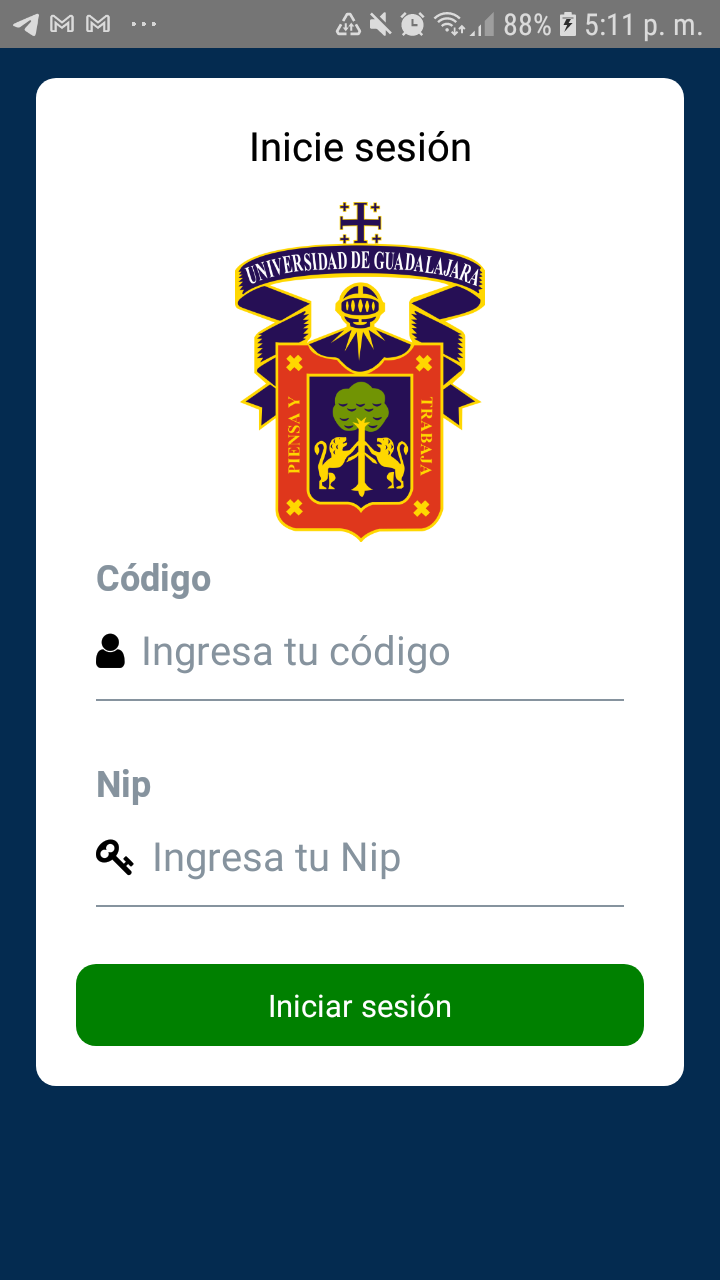 88% 5:11 p. m.
Inicie sesión
UNIVERSIDAD DE GUADALAJARA
PIENSA Y
TRABAJA
Código
Ingresa tu código
Nip
Ingresa tu Nip
Iniciar sesión